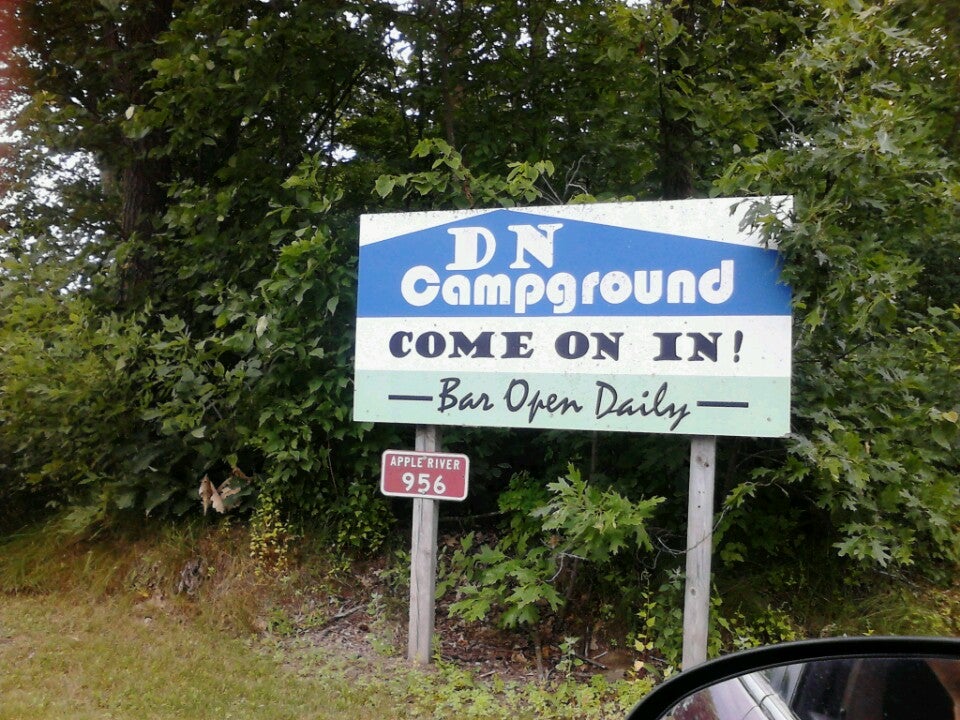 DN
Campground
COME ON IN!
Bar Open Daily
APPLE RIVER
956